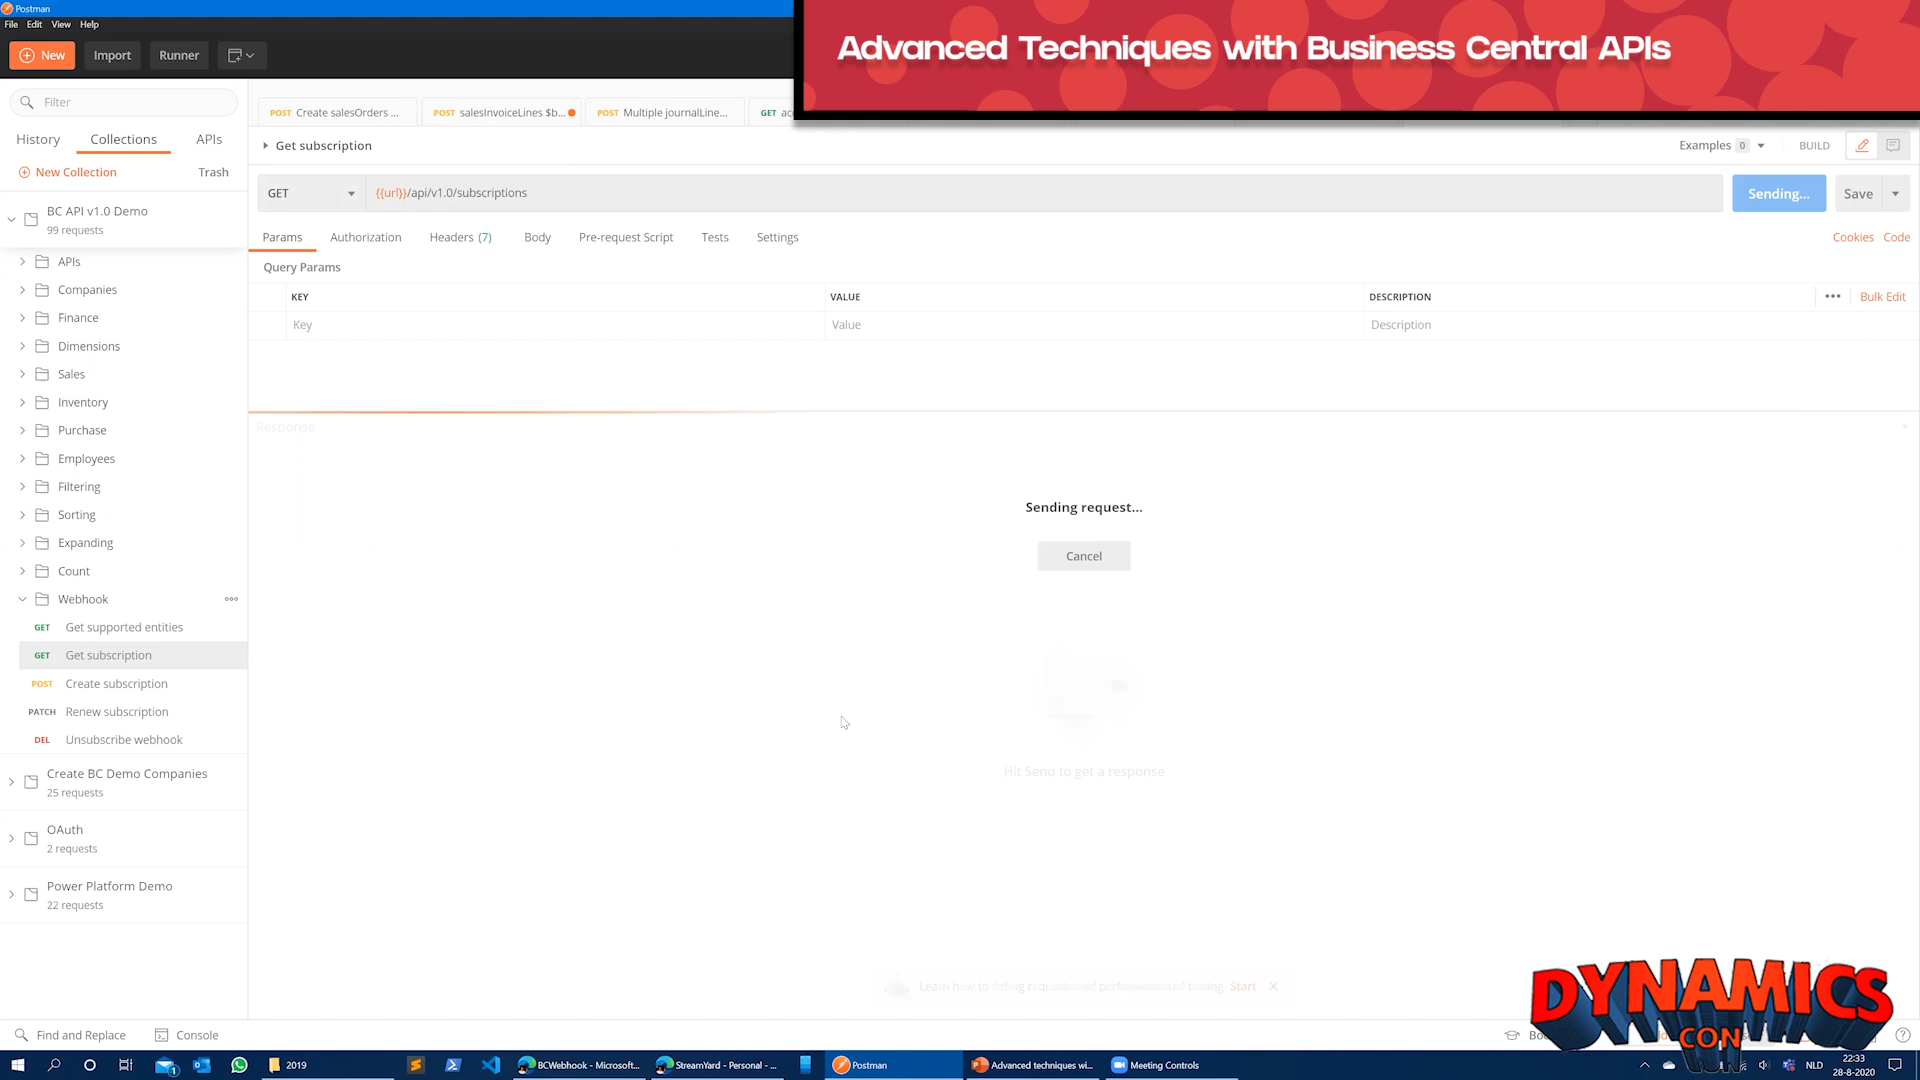 Postman
File Edit View Help
New Import Runner
Advanced Techniques with Business Central APIs
Filter
History Collections APIs
New Collection Trash
BC API v1.0 Demo
99 requests
APIs
Companies
Finance
Dimensions
Sales
Inventory
Purchase
Employees
Filtering
Sorting
Expanding
Count
Webhook
GET Get supported entities
GET Get subscription
POST Create subscription
PATCH Renew subscription
DEL Unsubscribe webhook
Create BC Demo Companies
25 requests
OAuth
2 requests
Power Platform Demo
22 requests
POST Create salesOrders ...
POST salesInvoiceLines $b...
POST Multiple journalLine...
GET
Get subscription
Examples 0 BUILD
GET {{url}}/api/v1.0/subscriptions Sending... Save
Params Authorization Headers (7) Body Pre-request Script Tests Settings Cookies Code
Query Params
KEY VALUE DESCRIPTION Bulk Edit
Key Value Description
Response
Sending request...
Cancel
Hit Send to get a response
Start
DYNAMICS
CON
Find and Replace Console
2019
BCWebhook - Microsoft...
StreamYard - Personal - ...
Postman
Advanced techniques wi...
Meeting Controls
NLD
22:33
28-8-2020